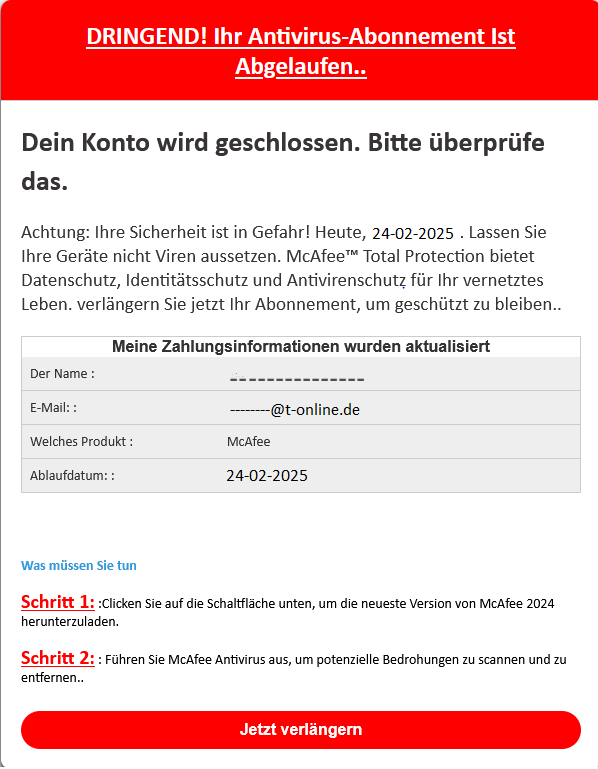 DRINGEND! Ihr Antivirus-Abonnement Ist
Abgelaufen..
Dein Konto wird geschlossen. Bitte überprüfe
das.
Achtung: Ihre Sicherheit ist in Gefahr! Heute, 24-02-2025 . Lassen Sie
Ihre Geräte nicht Viren aussetzen. McAfee™ Total Protection bietet
Datenschutz, Identitätsschutz und Antivirenschutz für Ihr vernetztes
Leben. verlängern Sie jetzt Ihr Abonnement, um geschützt zu bleiben..
Meine Zahlungsinformationen wurden aktualisiert
Der Name : ---------------
E-Mail: : --------@t-online.de
Welches Produkt : McAfee
Ablaufdatum: : 24-02-2025
Was müssen Sie tun
Schritt 1: :Clicken Sie auf die Schaltfläche unten, um die neueste Version von McAfee 2024
herunterzuladen.
Schritt 2: : Führen Sie McAfee Antivirus aus, um potenzielle Bedrohungen zu scannen und zu
entfernen..
Jetzt verlängern